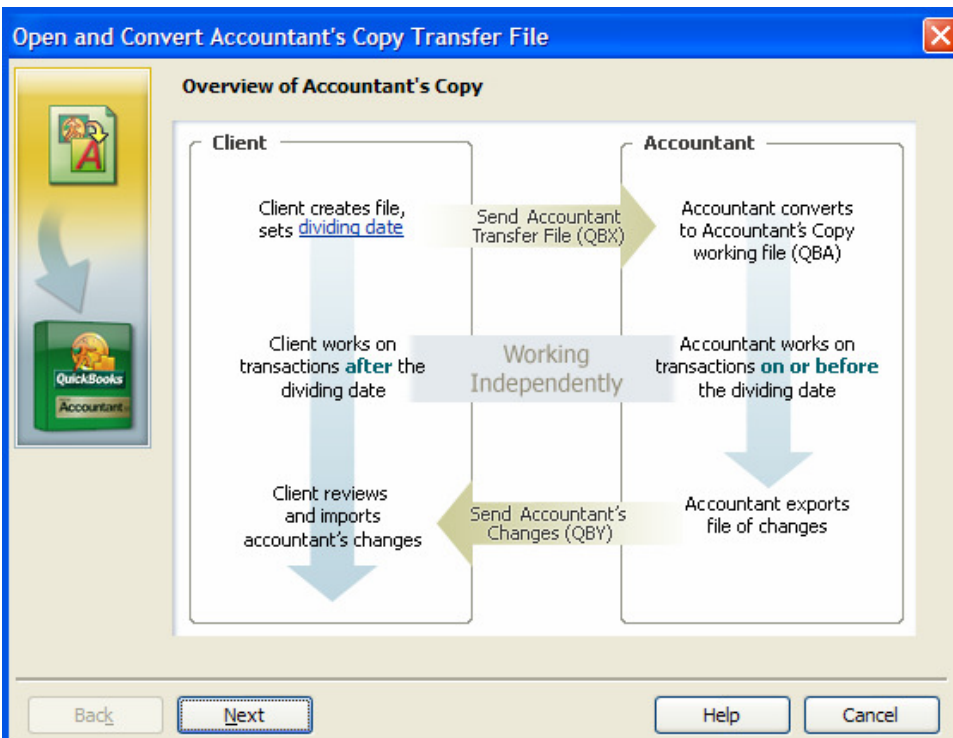 Open and Convert Accountant's Copy Transfer File
Overview of Accountant's Copy
Client
Accountant
Client creates file,
sets dividing date
Send Accountant
Transfer File (QBX)
Accountant converts
to Accountant's Copy
working file (QBA)
Client works on
transactions after the
dividing date
Working
Independently
Accountant works on
transactions on or before
the dividing date
Client reviews
and imports
accountant's changes
Send Accountant's
Changes (QBY)
Accountant exports
file of changes
A
QuickBooks
Accountant
Back
Next
Help
Cancel